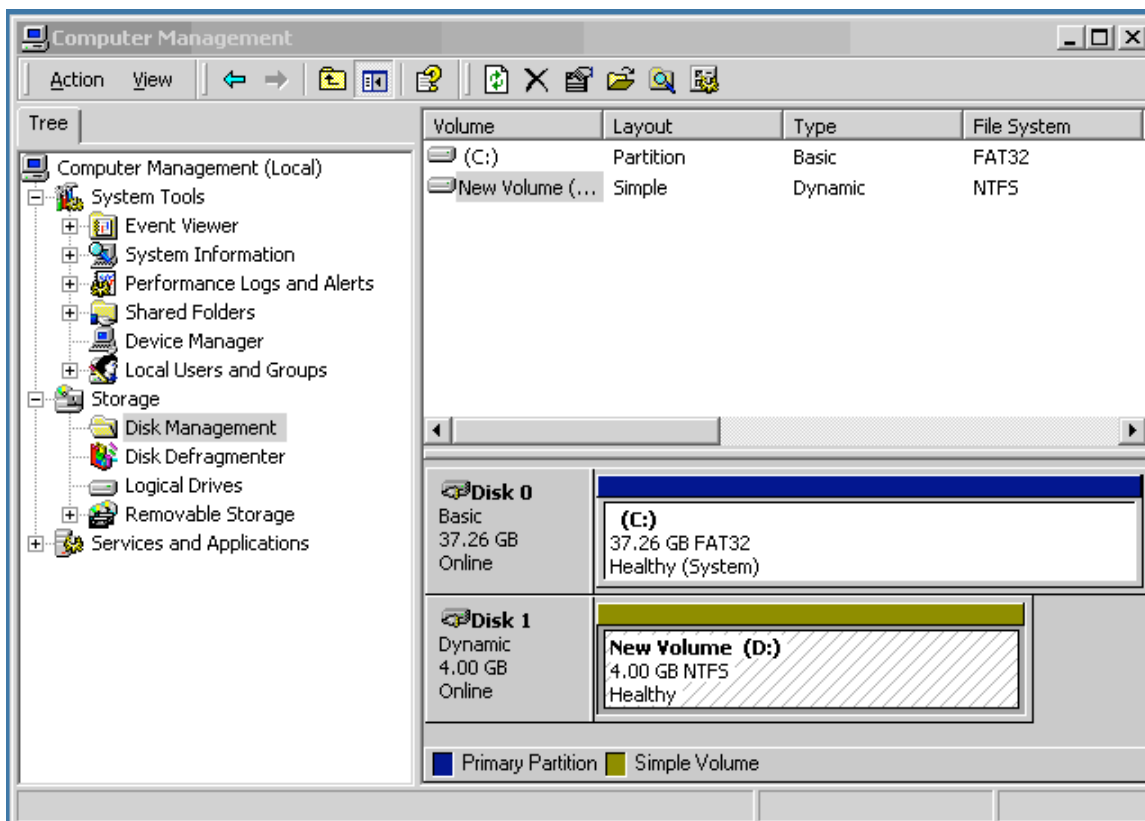 Computer Management
Action View
Tree
Computer Management (Local)
System Tools
Event Viewer
System Information
Performance Logs and Alerts
Shared Folders
Device Manager
Local Users and Groups
Storage
Disk Management
Disk Defragmenter
Logical Drives
Removable Storage
Services and Applications
Volume Layout Type File System
(C:) Partition Basic FAT32
New Volume (... Simple Dynamic NTFS
Disk 0
Basic
37.26 GB
Online
(C:)
37.26 GB FAT32
Healthy (System)
Disk 1
Dynamic
4.00 GB
Online
New Volume (D:)
4.00 GB NTFS
Healthy
Primary Partition Simple Volume